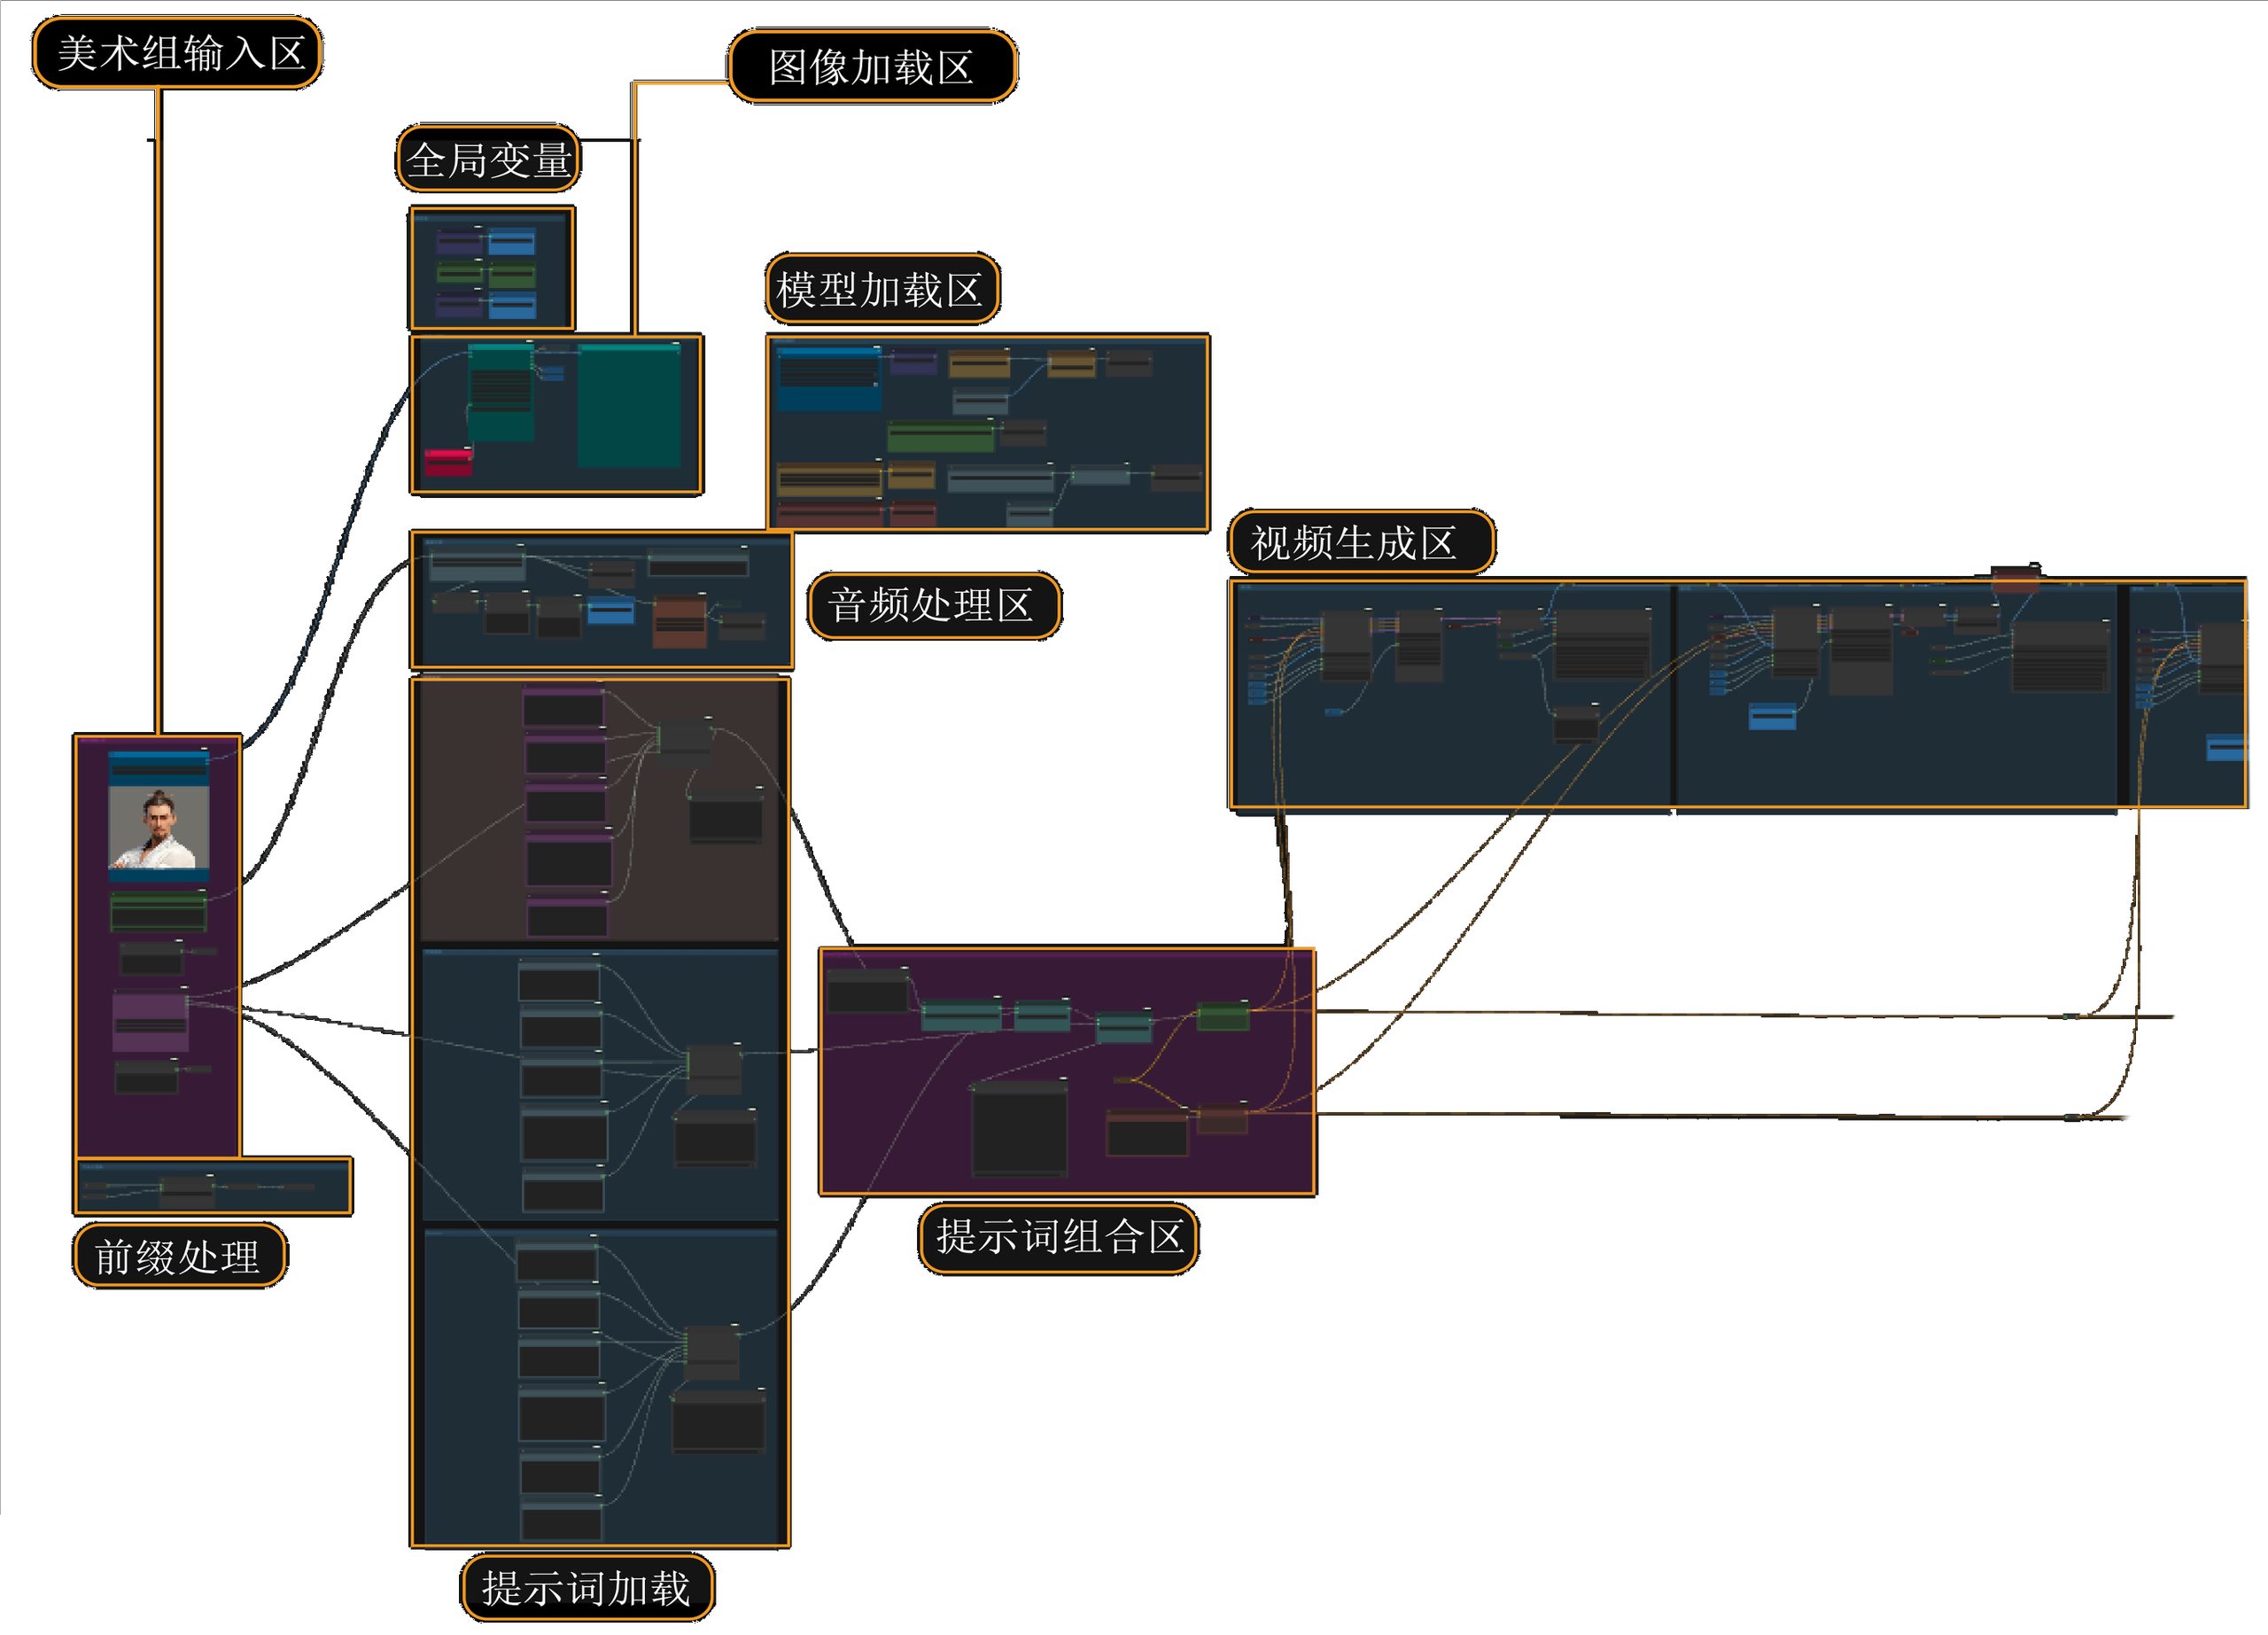 美术组输入区
图像加载区
全局变量
模型加载区
视频生成区
音频处理区
提示词组合区
前缀处理
提示词加载